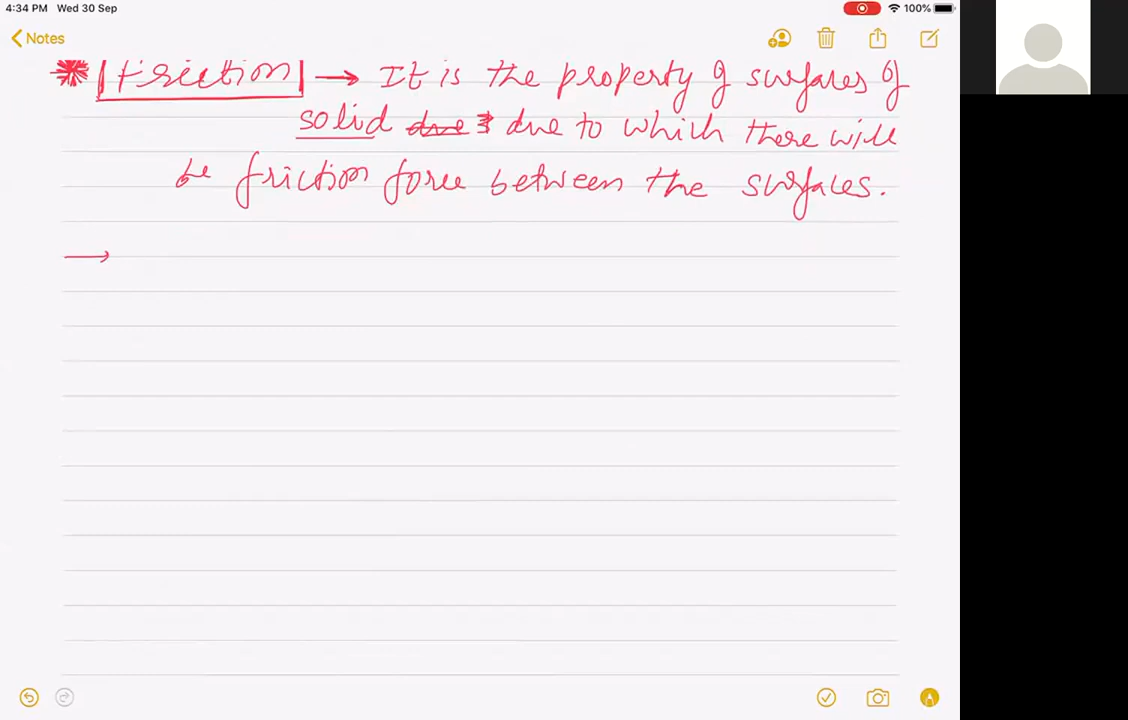 4:34 PM Wed 30 Sep
100%
Notes
Friction → It is the property of surfaces of
solid due to which there will
be friction force between the surfaces.
→